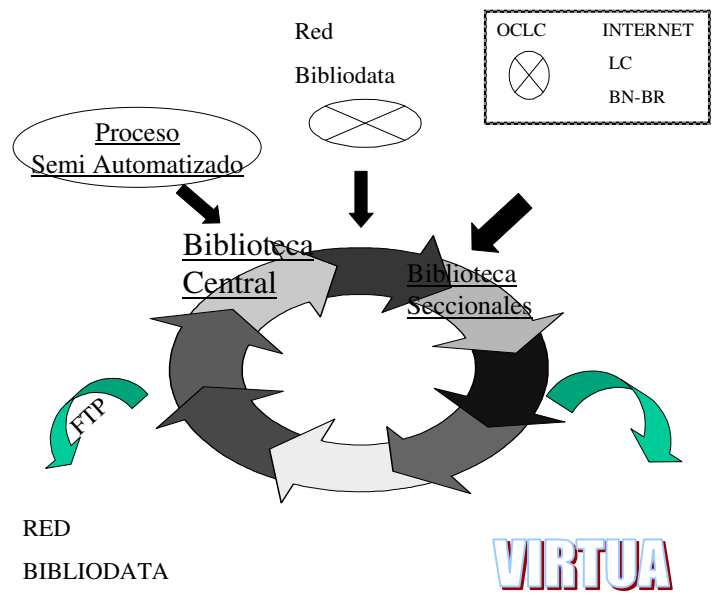 Red
Bibliodata
OCLC INTERNET
LC
BN-BR
Proceso
Semi Automatizado
Biblioteca
Central
Biblioteca
Seccionales
FTP
RED
BIBLIODATA
VIRTUA